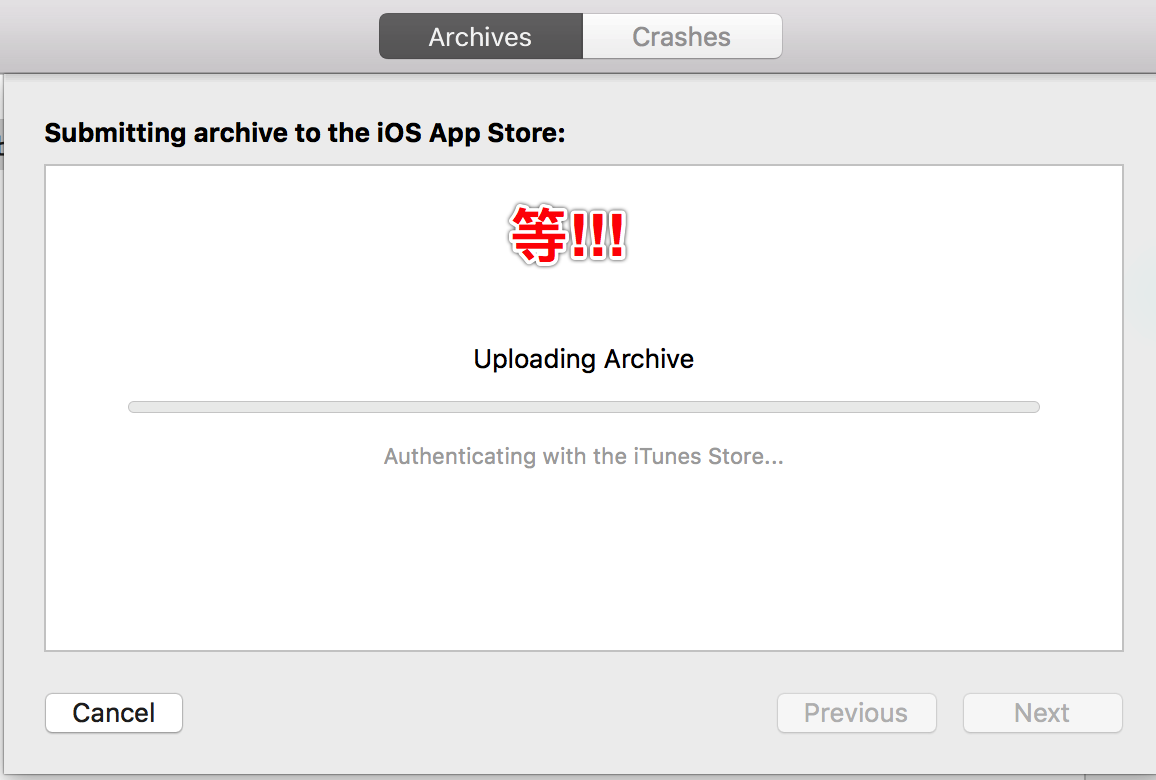 Archives Crashes
Submitting archive to the iOS App Store:
等!!!
Uploading Archive
Authenticating with the iTunes Store...
Cancel Previous Next